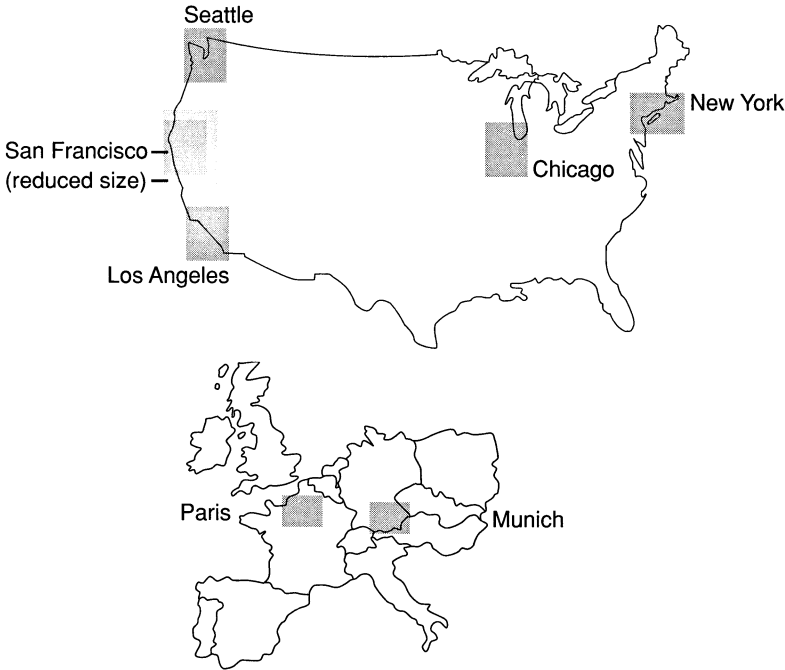 Seattle
New York
San Francisco
(reduced size)
Chicago
Los Angeles
Paris
Munich